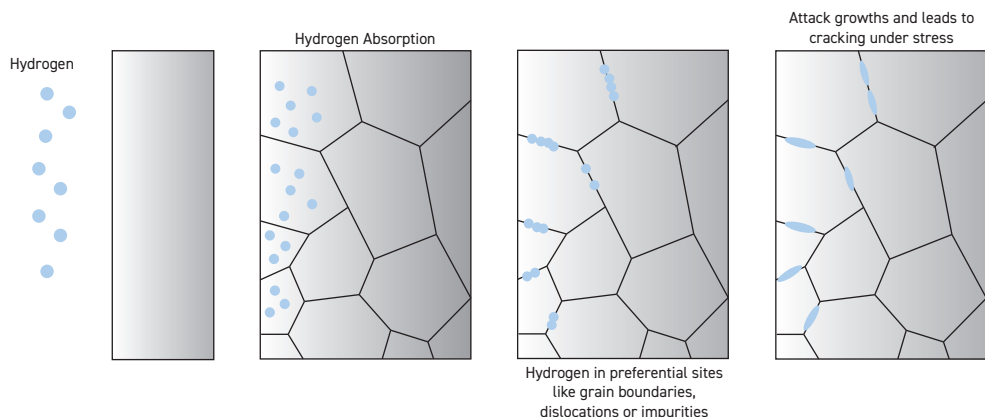 Hydrogen
Hydrogen Absorption
Hydrogen in preferential sites
like grain boundaries,
dislocations or impurities
Attack growths and leads to
cracking under stress